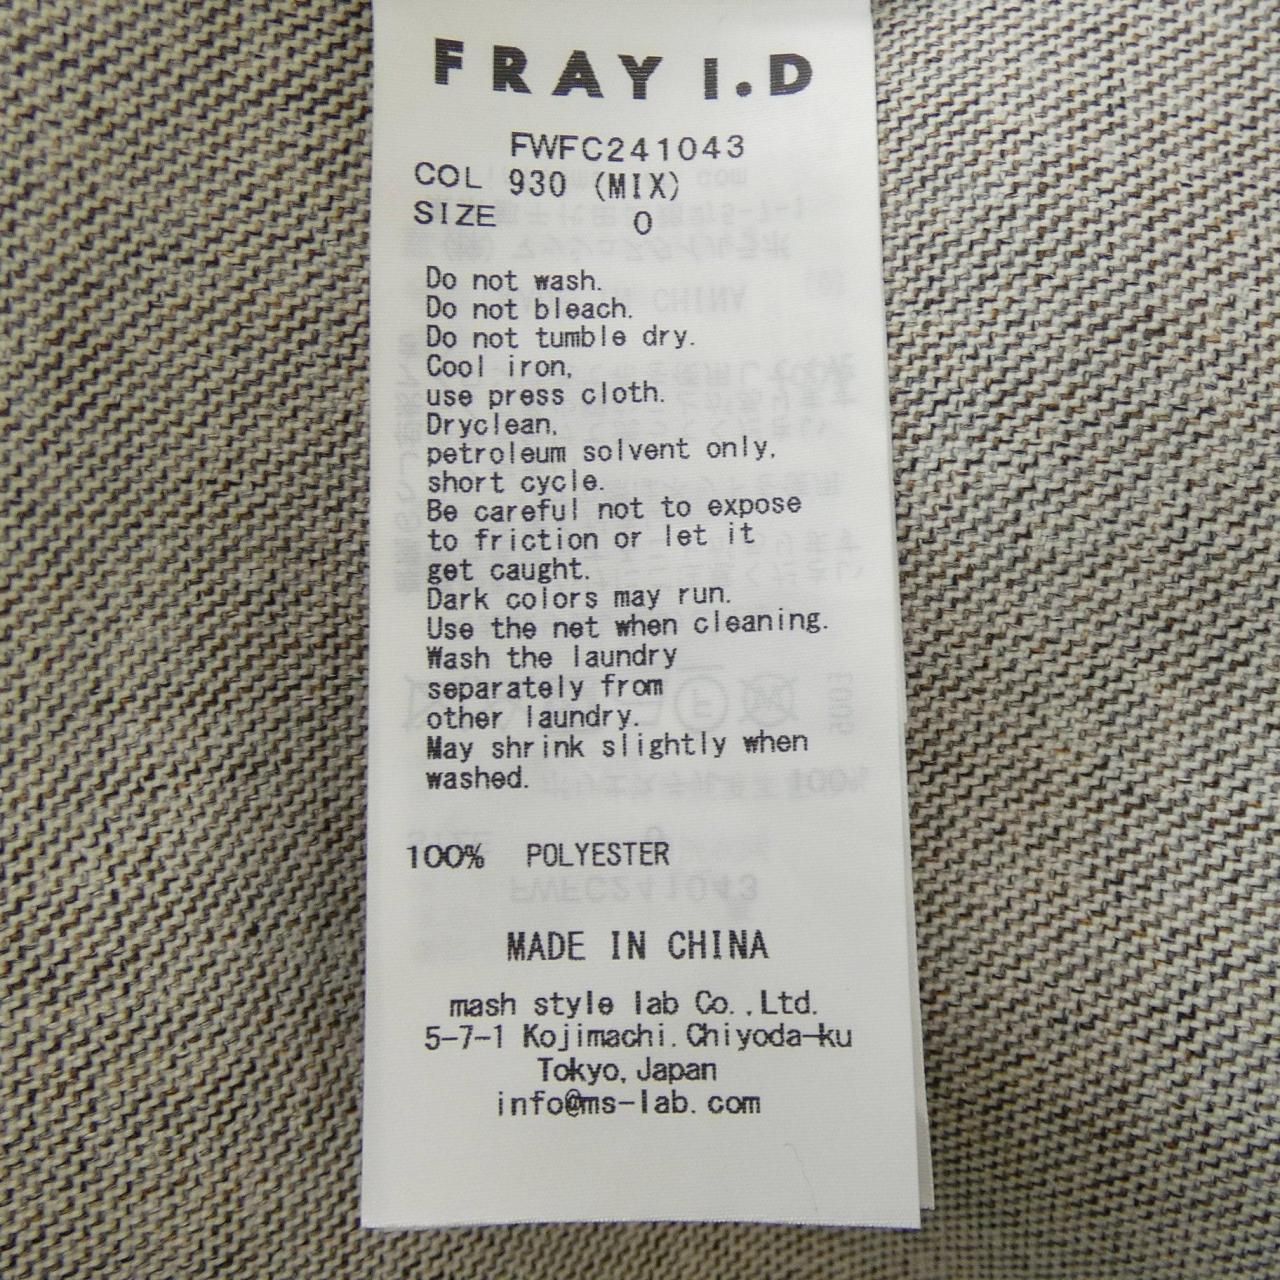 FRAY I.D
FWFC241043
COL 930 (MIX)
SIZE 0
Do not wash.
Do not bleach.
Do not tumble dry.
Cool iron,
use press cloth.
Dryclean,
petroleum solvent only,
short cycle.
Be careful not to expose
to friction or let it
get caught.
Dark colors may run.
Use the net when cleaning.
Wash the laundry
separately from
other laundry.
May shrink slightly when
washed.
100% POLYESTER
MADE IN CHINA
mash style lab Co.,Ltd.
5-7-1 Kojimachi,Chiyoda-ku
Tokyo,Japan
info@ms-lab.com